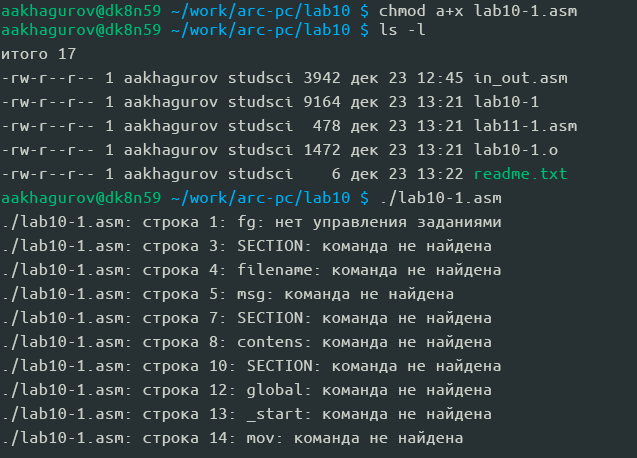 aakhagurov@dk8n59 ~/work/arc-pc/lab10 $ chmod a+x lab10-1.asm
aakhagurov@dk8n59 ~/work/arc-pc/lab10 $ ls -l
итого 17
-rw-r--r-- 1 aakhagurov studsci 3942 дек 23 12:45 in_out.asm
-rw-r--r-- 1 aakhagurov studsci 9164 дек 23 13:21 lab10-1
-rw-r--r-- 1 aakhagurov studsci  478 дек 23 13:21 lab11-1.asm
-rw-r--r-- 1 aakhagurov studsci 1472 дек 23 13:21 lab10-1.o
-rw-r--r-- 1 aakhagurov studsci    6 дек 23 13:22 readme.txt
aakhagurov@dk8n59 ~/work/arc-pc/lab10 $ ./lab10-1.asm
./lab10-1.asm: строка 1: fg: нет управления заданиями
./lab10-1.asm: строка 3: SECTION: команда не найдена
./lab10-1.asm: строка 4: filename: команда не найдена
./lab10-1.asm: строка 5: msg: команда не найдена
./lab10-1.asm: строка 7: SECTION: команда не найдена
./lab10-1.asm: строка 8: contens: команда не найдена
./lab10-1.asm: строка 10: SECTION: команда не найдена
./lab10-1.asm: строка 12: global: команда не найдена
./lab10-1.asm: строка 13: _start: команда не найдена
./lab10-1.asm: строка 14: mov: команда не найдена